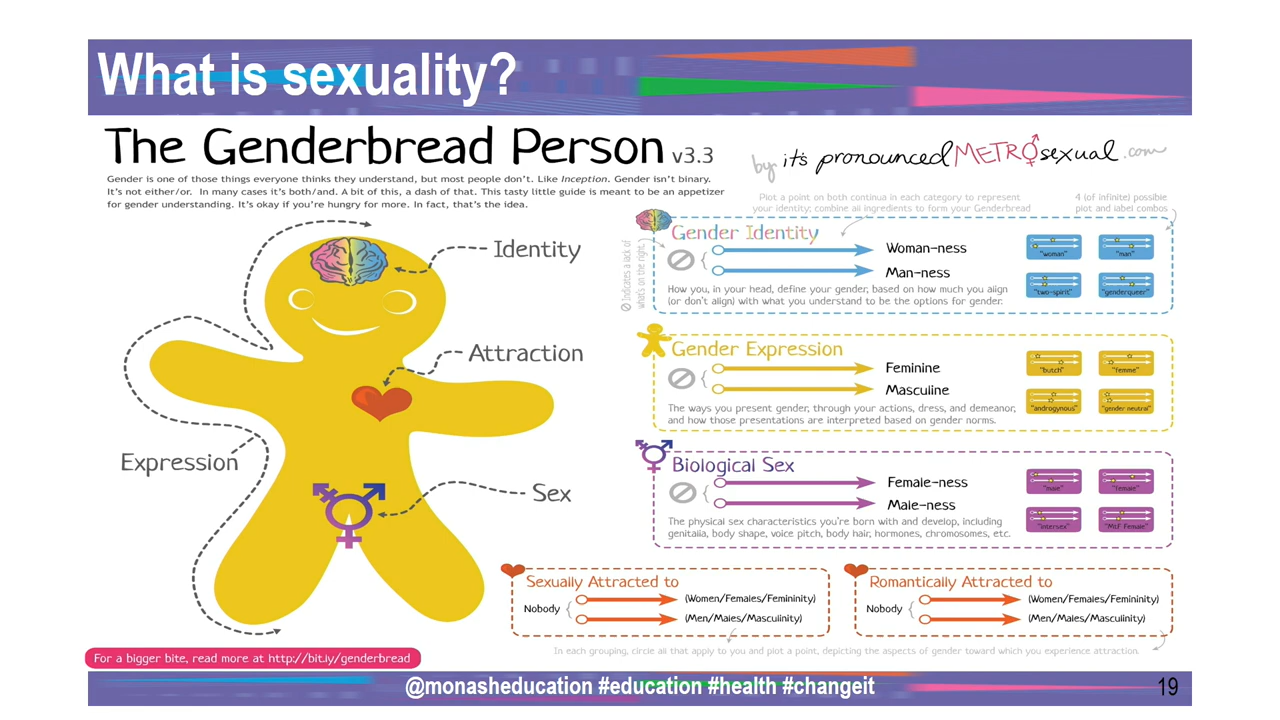 What is sexuality?
The Genderbread Person v3.3
by it's pronounced METROsexual.com
Gender is one of those things everyone thinks they understand, but most people don't. Like Inception. Gender isn't binary.
It's not either/or. In many cases it's both/and. A bit of this, a dash of that. This tasty little guide is meant to be an appetizer
for gender understanding. It's okay if you're hungry for more. In fact, that's the idea.
Plot a point on both continua in each category to represent
your identity; combine all ingredients to form your Genderbread
4 (of infinite) possible
plot and label combos
Identity
Attraction
Expression
Sex
Indicates a lack of
what's on the right.
Gender Identity
Woman-ness
Man-ness
How you, in your head, define your gender, based on how much you align
(or don't align) with what you understand to be the options for gender.
"woman"
"man"
"two-spirit"
"genderqueer"
Gender Expression
Feminine
Masculine
The ways you present gender, through your actions, dress, and demeanor,
and how those presentations are interpreted based on gender norms.
"butch"
"femme"
"androgynous"
"gender neutral"
Biological Sex
Female-ness
Male-ness
The physical sex characteristics you're born with and develop, including
genitalia, body shape, voice pitch, body hair, hormones, chromosomes, etc.
"male"
"female"
"intersex"
"MtF Female"
Sexually Attracted to
Nobody
(Women/Females/Femininity)
(Men/Males/Masculinity)
Romantically Attracted to
Nobody
(Women/Females/Femininity)
(Men/Males/Masculinity)
In each grouping, circle all that apply to you and plot a point, depicting the aspects of gender toward which you experience attraction.
For a bigger bite, read more at http://bit.ly/genderbread
@monasheducation #education #health #changeit
19